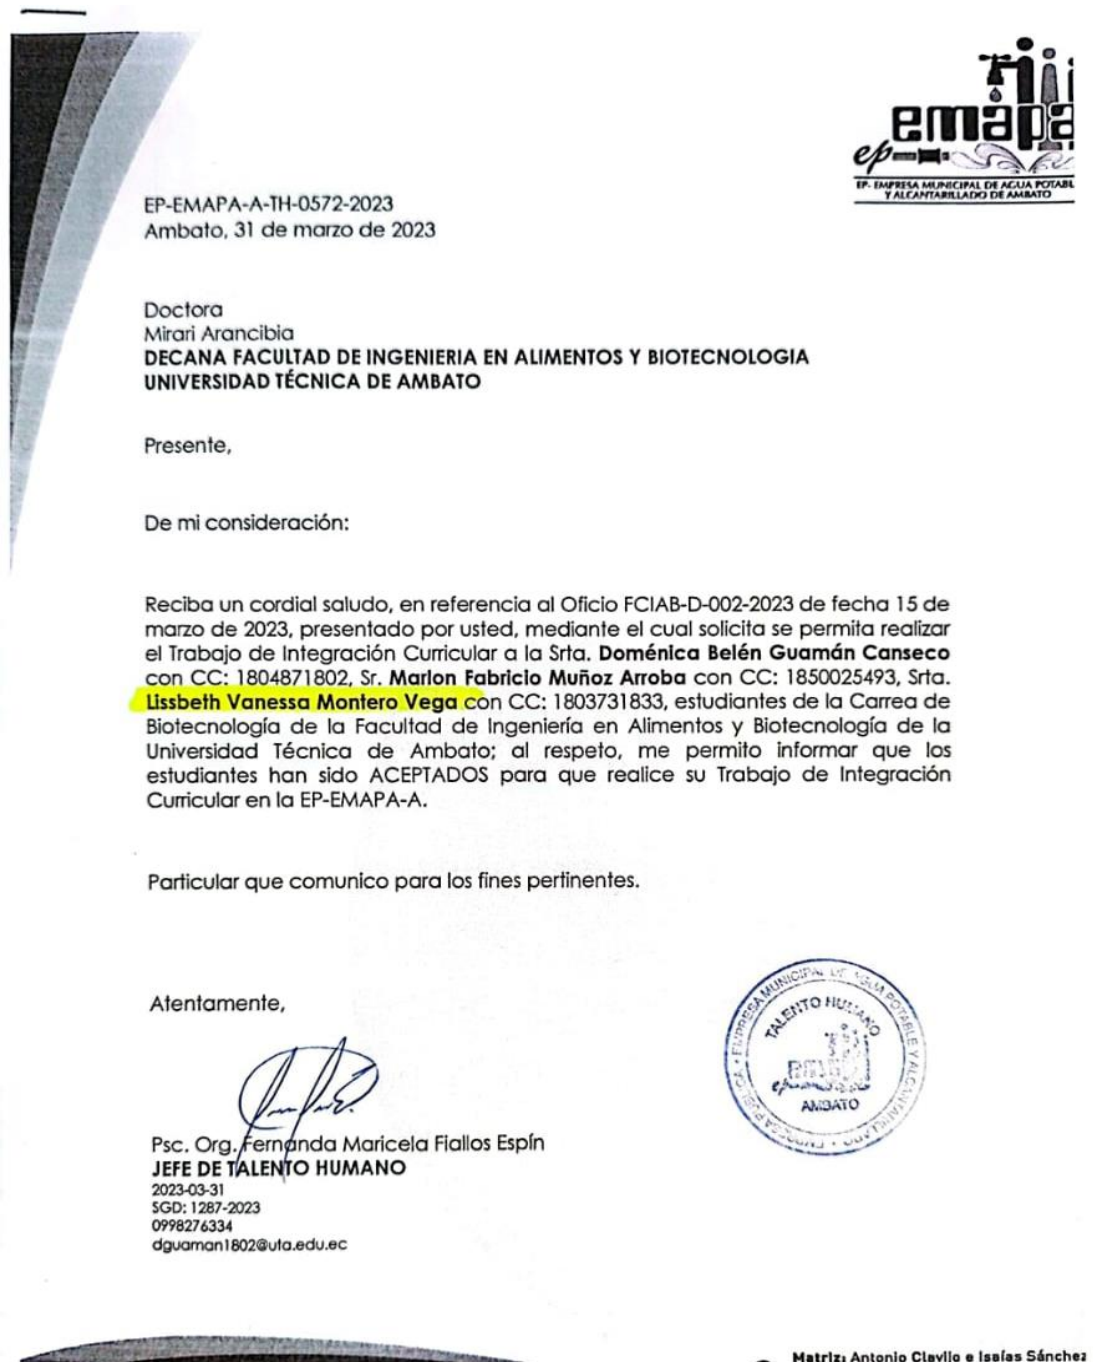 emapa
ep
EP- EMPRESA MUNICIPAL DE AGUA POTABL
Y ALCANTARILLADO DE AMBATO
EP-EMAPA-A-TH-0572-2023
Ambato, 31 de marzo de 2023
Doctora
Mirari Arancibia
DECANA FACULTAD DE INGENIERIA EN ALIMENTOS Y BIOTECNOLOGIA
UNIVERSIDAD TÉCNICA DE AMBATO
Presente,
De mi consideración:
Reciba un cordial saludo, en referencia al Oficio FCIAB-D-002-2023 de fecha 15 de
marzo de 2023, presentado por usted, mediante el cual solicita se permita realizar
el Trabajo de Integración Curricular a la Srta. Doménica Belén Guamán Canseco
con CC: 1804871802, Sr. Marlon Fabricio Muñoz Arroba con CC: 1850025493, Srta.
Lissbeth Vanessa Montero Vega con CC: 1803731833, estudiantes de la Carrea de
Biotecnología de la Facultad de Ingeniería en Alimentos y Biotecnología de la
Universidad Técnica de Ambato; al respeto, me permito informar que los
estudiantes han sido ACEPTADOS para que realice su Trabajo de Integración
Curricular en la EP-EMAPA-A.
Particular que comunico para los fines pertinentes.
Atentamente,
EMPRESA MUNICIPAL DE AGUA POTABLE Y ALCANTARILLADO
EMPRESA PÚBLICA
TALENTO HUMANO
AMBATO
Psc. Org. Fernanda Maricela Fiallos Espín
JEFE DE TALENTO HUMANO
2023-03-31
SGD: 1287-2023
0998276334
dguaman1802@uta.edu.ec
Matriz: Antonio Clavijo e Isaías Sánchez